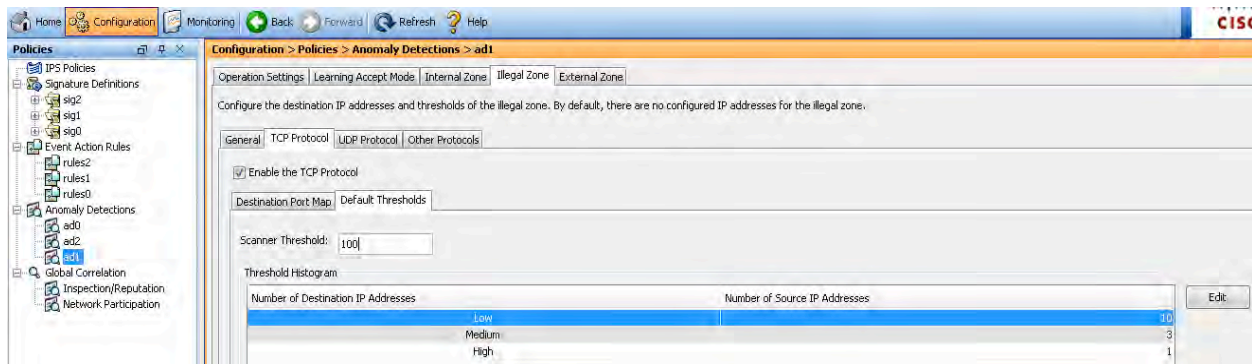 Home Configuration Monitoring Back Forward Refresh Help
CISC
Policies
IPS Policies
Signature Definitions
sig2
sig1
sig0
Event Action Rules
rules2
rules1
rules0
Anomaly Detections
ad0
ad2
ad1
Global Correlation
Inspection/Reputation
Network Participation
Configuration > Policies > Anomaly Detections > ad1
Operation Settings Learning Accept Mode Internal Zone Illegal Zone External Zone
Configure the destination IP addresses and thresholds of the illegal zone. By default, there are no configured IP addresses for the illegal zone.
General TCP Protocol UDP Protocol Other Protocols
Enable the TCP Protocol
Destination Port Map Default Thresholds
Scanner Threshold: 100
Threshold Histogram
Number of Destination IP Addresses Number of Source IP Addresses
Low 10
Medium 3
High 1
Edit